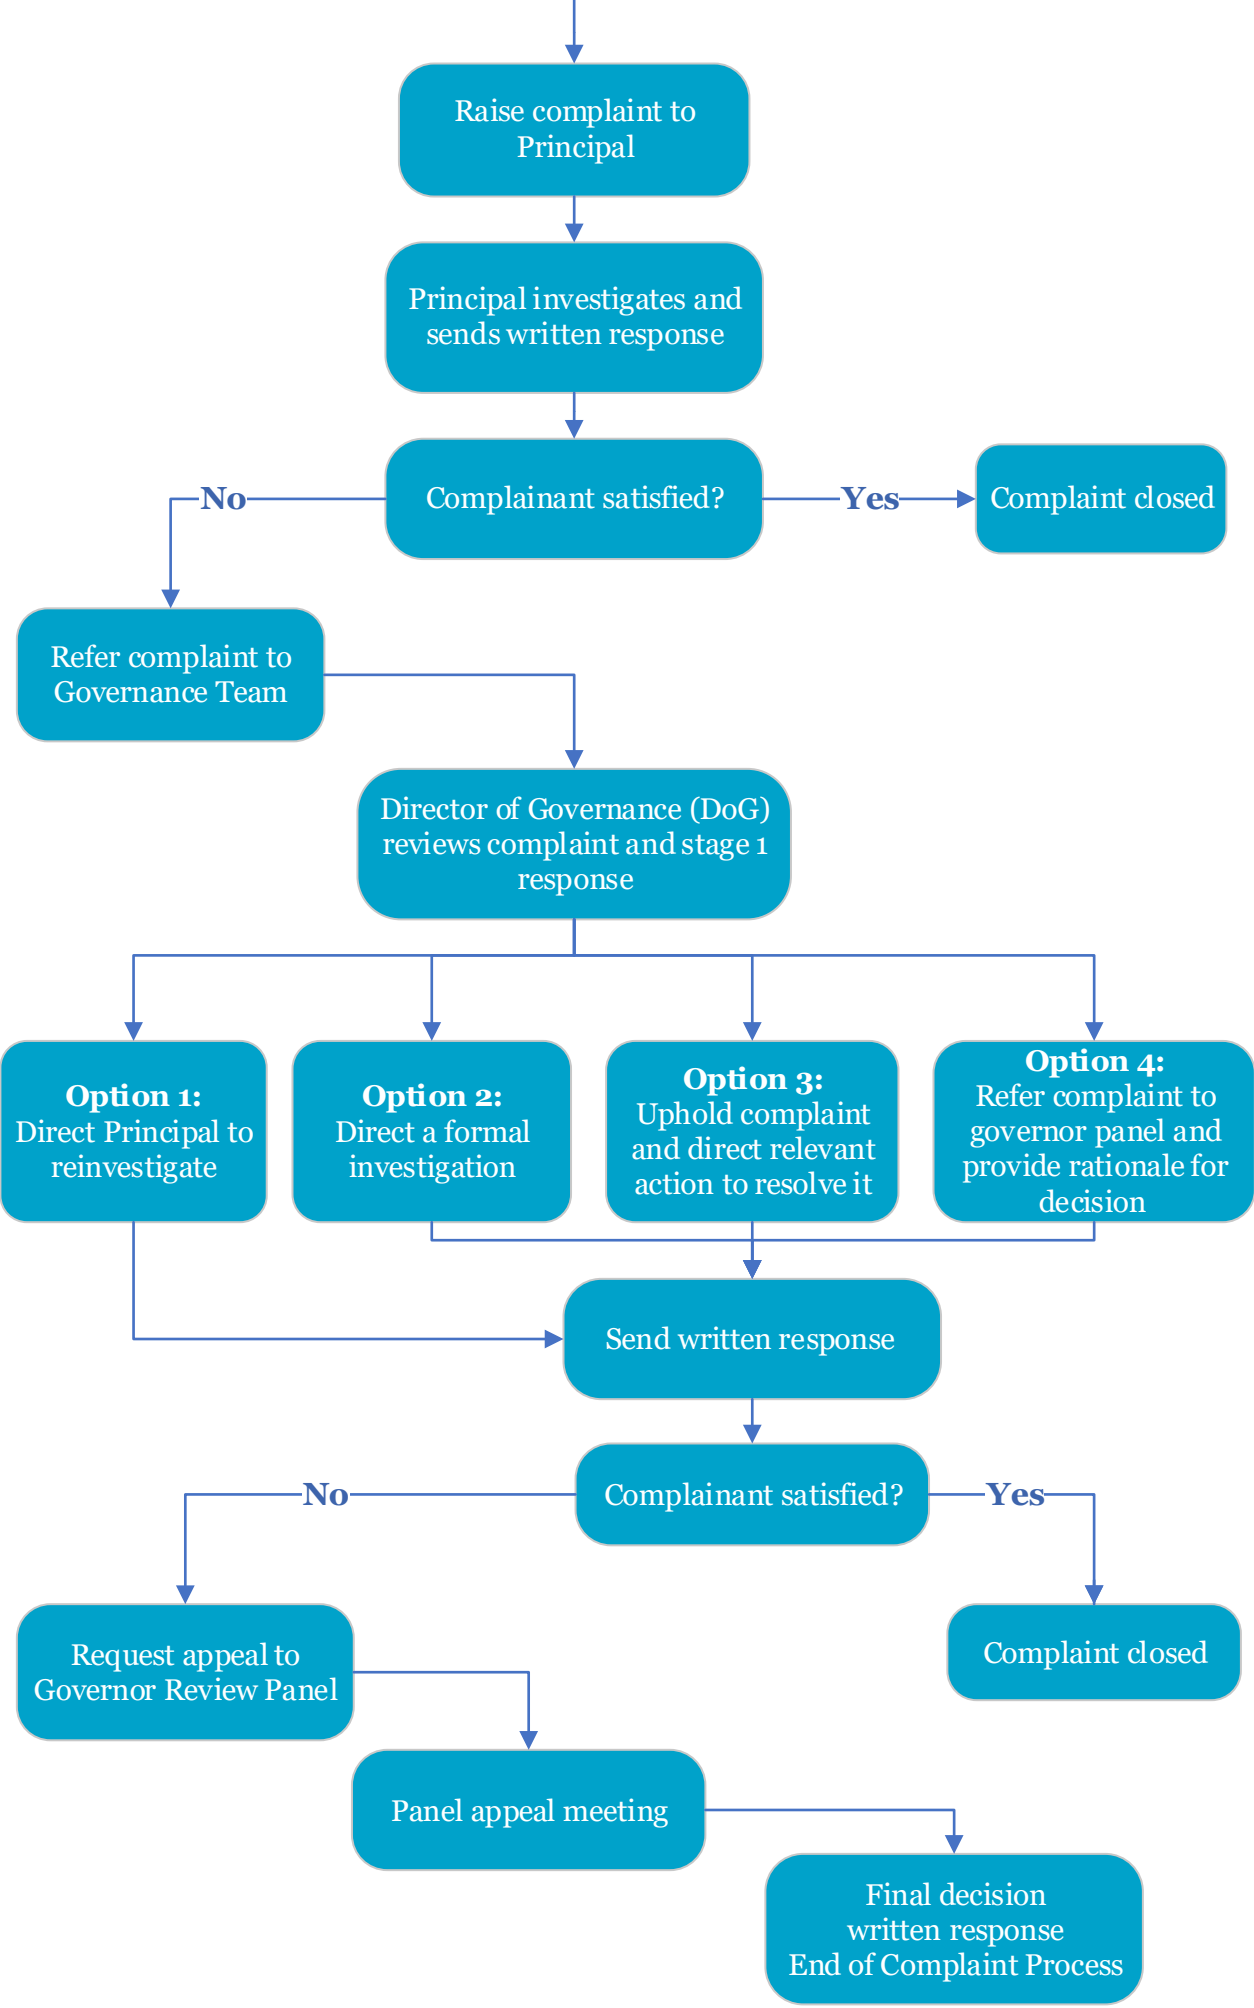 Raise complaint to
Principal
Principal investigates and
sends written response
No
Complainant satisfied?
Yes
Complaint closed
Refer complaint to
Governance Team
Director of Governance (DoG)
reviews complaint and stage 1
response
Option 1:
Direct Principal to
reinvestigate
Option 2:
Direct a formal
investigation
Option 3:
Uphold complaint
and direct relevant
action to resolve it
Option 4:
Refer complaint to
governor panel and
provide rationale for
decision
Send written response
No
Complainant satisfied?
Yes
Request appeal to
Governor Review Panel
Complaint closed
Panel appeal meeting
Final decision
written response
End of Complaint Process